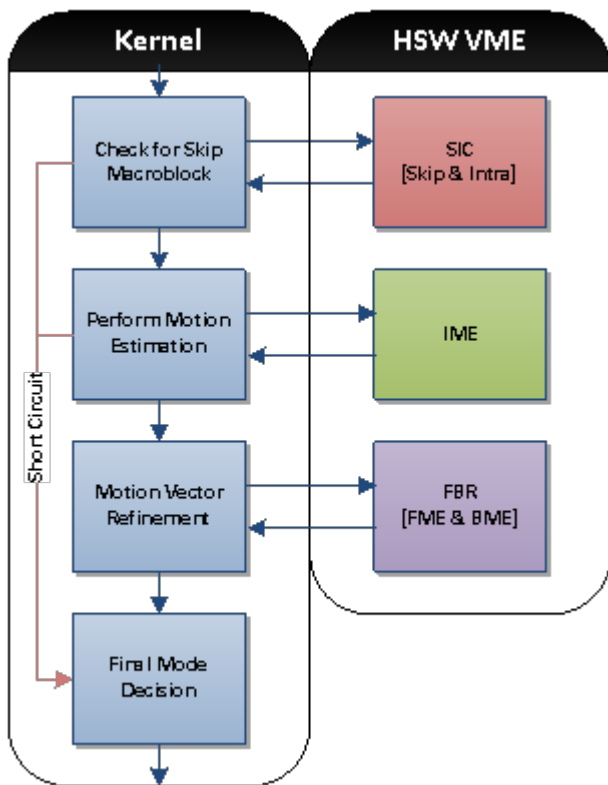 Kernel
HSW VME
Check for Skip
Macroblock
SIC
[Skip & Intra]
Perform Motion
Estimation
IME
Short Circuit
Motion Vector
Refinement
FBR
[FME & BME]
Final Mode
Decision